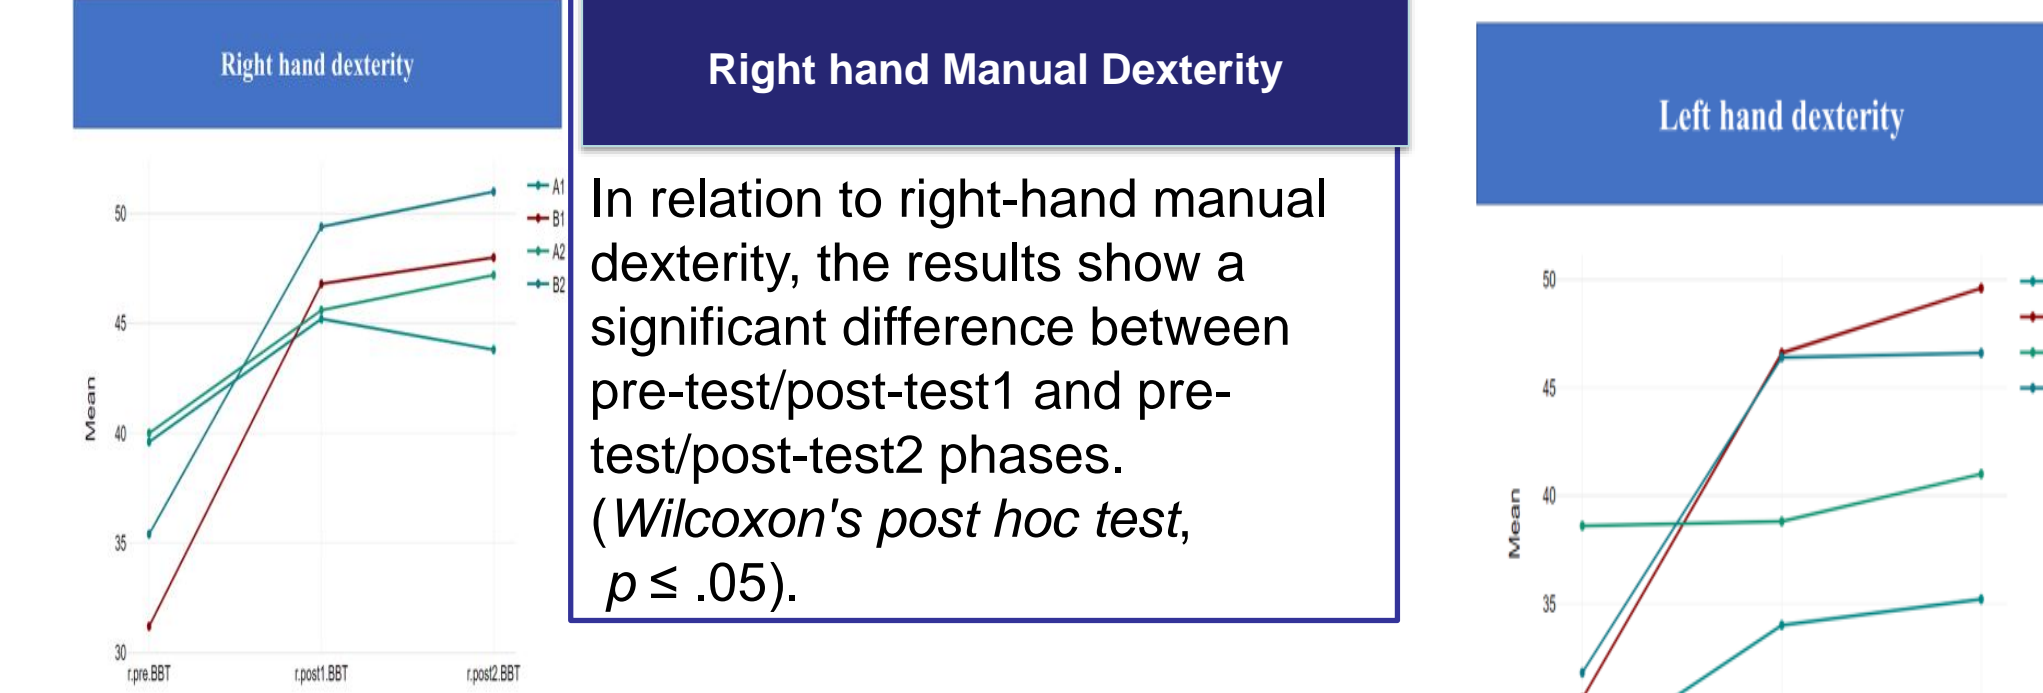 Right hand dexterity
50
45
40
35
30
Mean
r.pre.BBT
r.post1.BBT
r.post2.BBT
A1
B1
A2
B2
Right hand Manual Dexterity
In relation to right-hand manual
dexterity, the results show a
significant difference between
pre-test/post-test1 and pre-
test/post-test2 phases.
(Wilcoxon's post hoc test,
p ≤ .05).
Left hand dexterity
50
45
40
35
Mean